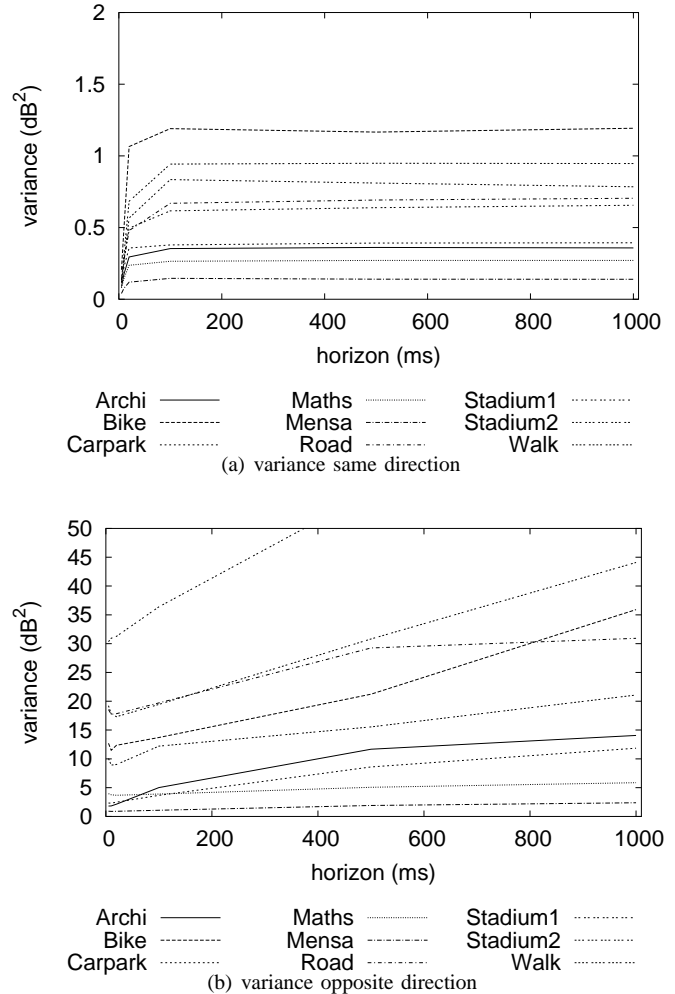 2
1.5
1
0.5
0
variance (dB²)
0 200 400 600 800 1000
horizon (ms)
Archi Maths Stadium1
Bike Mensa Stadium2
Carpark Road Walk
(a) variance same direction
50
45
40
35
30
25
20
15
10
5
0
variance (dB²)
0 200 400 600 800 1000
horizon (ms)
Archi Maths Stadium1
Bike Mensa Stadium2
Carpark Road Walk
(b) variance opposite direction